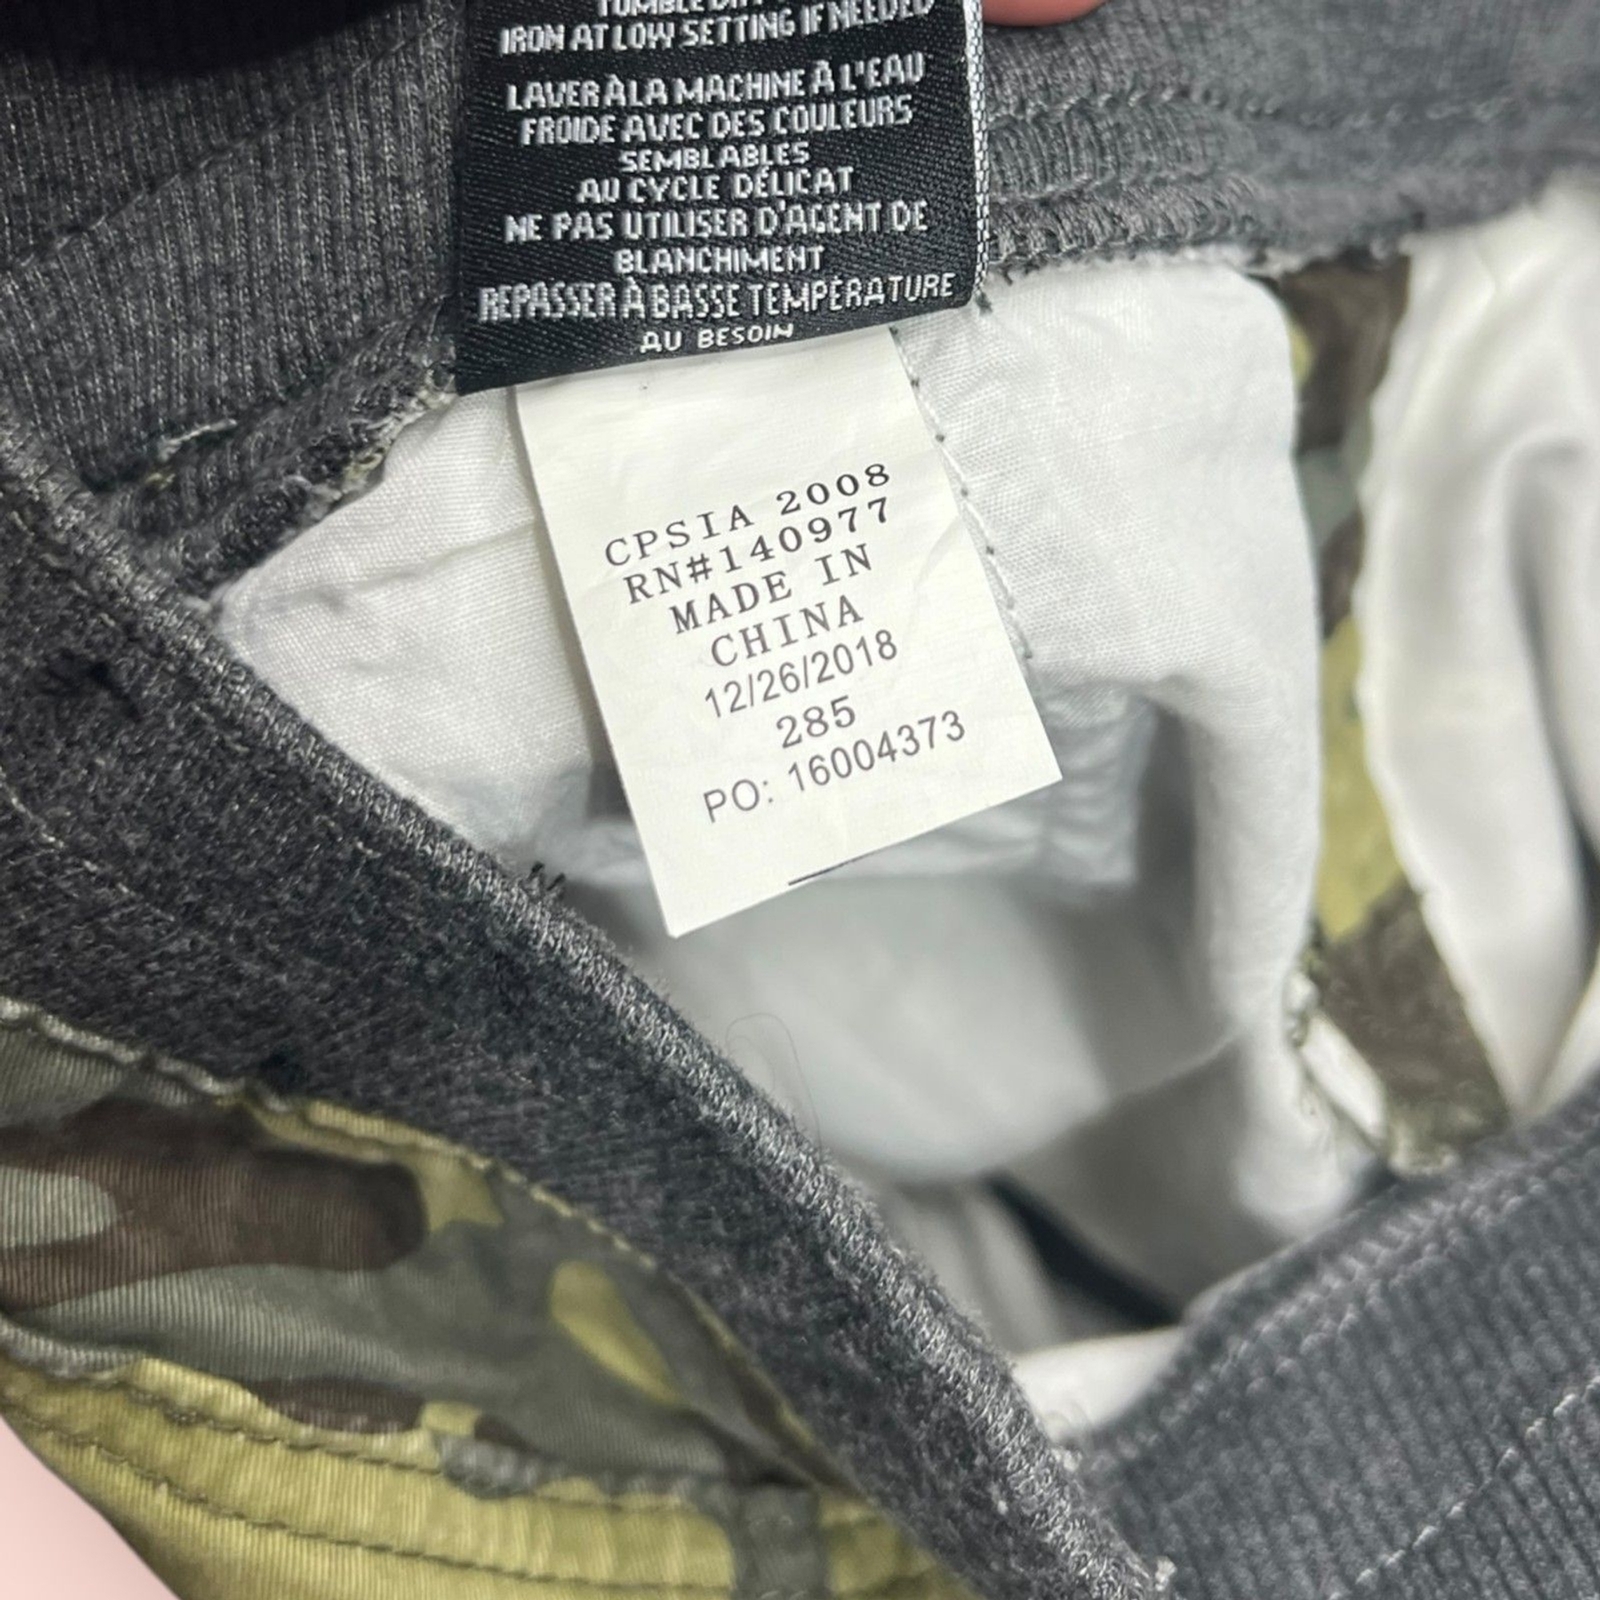 TUMBLE DRY
IRON AT LOW SETTING IF NEEDED
LAVER À LA MACHINE À L'EAU
FROIDE AVEC DES COULEURS
SEMBLABLES
AU CYCLE DÉLICAT
NE PAS UTILISER D'AGENT DE
BLANCHIMENT
REPASSER À BASSE TEMPÉRATURE
AU BESOIN
CPSIA 2008
RN#140977
MADE IN
CHINA
12/26/2018
285
PO: 16004373